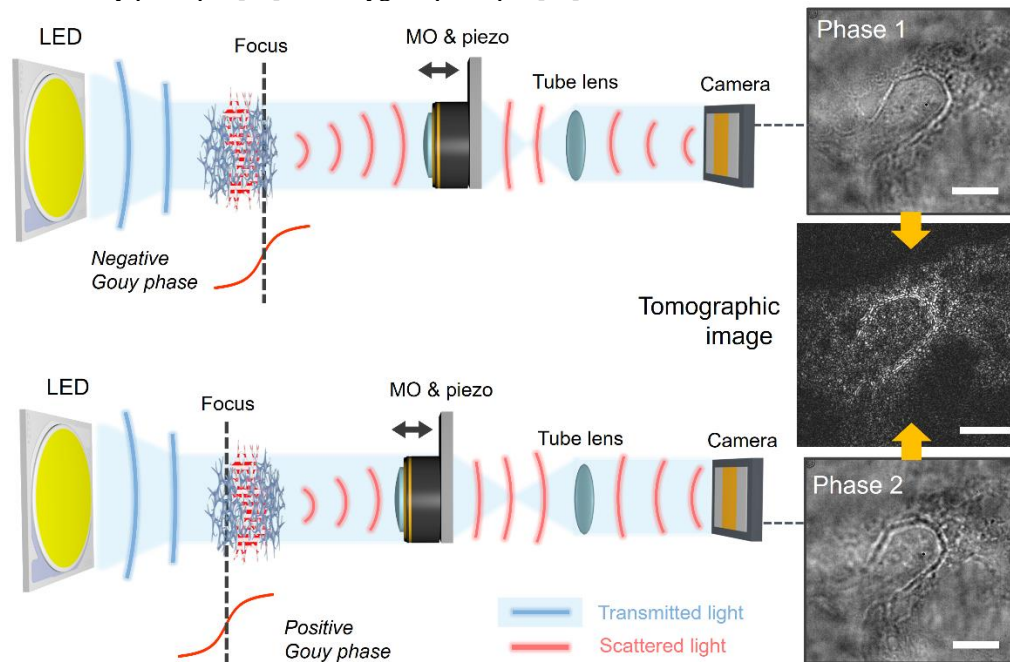 LED
Focus
MO & piezo
Tube lens
Camera
Phase 1
Negative
Gouy phase
Tomographic
image
LED
Focus
MO & piezo
Tube lens
Camera
Phase 2
Positive
Gouy phase
Transmitted light
Scattered light